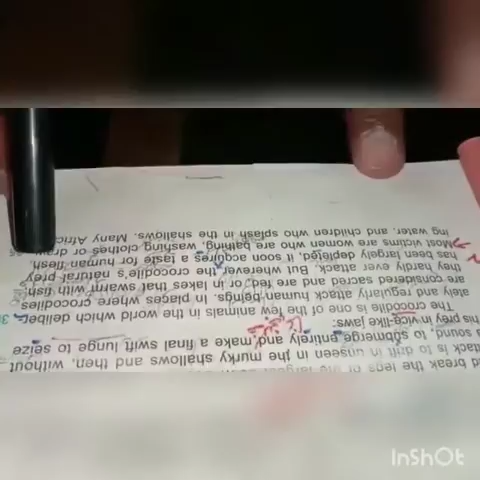 d break the legs of
ttack is to drift in unseen in the murky shallows and then, without
a sound, to submerge entirely and make a final swift lunge to seize
his prey in vice-like jaws.
The crocodile is one of the few animals in the world which deliber-
ately and regularly attack human beings. In places where crocodiles
are considered sacred and are fed or in lakes that swarm with fish,
they hardly ever attack. But wherever the crocodile's natural prey
has been largely depleted, it soon acquires a taste for human flesh.
Most victims are women who are bathing, washing clothes or draw-
ing water, and children who splash in the shallows. Many Afric
InShOt